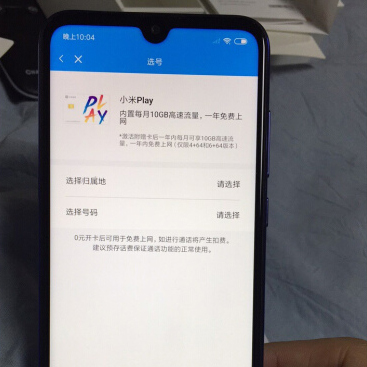 晚上10:04
选号
PLAY
小米Play
内置每月10GB高速流量,一年免费上
网
*激活附赠卡后一年内每月可享10GB高速流
量,一年内免费上网(仅限4+64和6+64版本)
选择归属地 请选择
选择号码 请选择
0元开卡后可用于免费上网,如进行通话将产生扣费。
建议预存话费保证通话功能的正常使用。